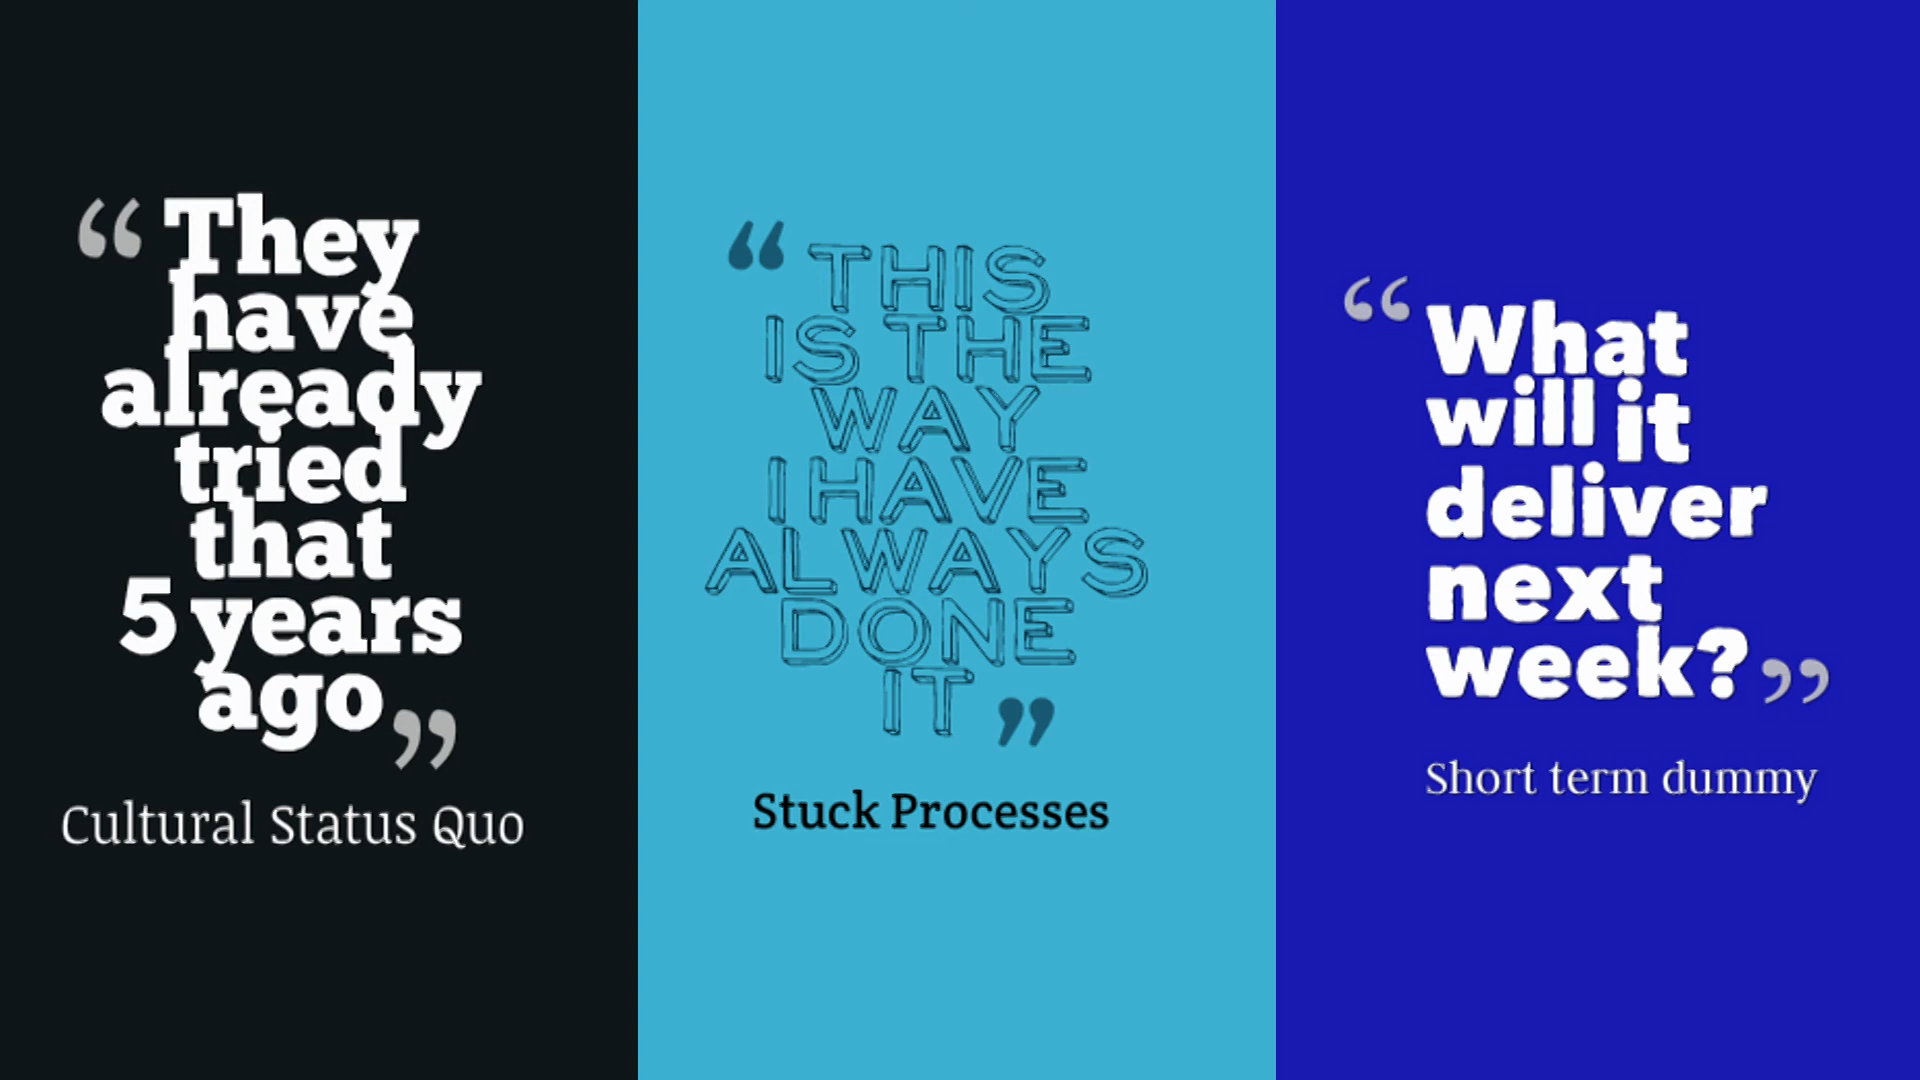 “They
have
already
tried
that
5 years
ago”
Cultural Status Quo
“THIS
IS THE
WAY
I HAVE
ALWAYS
DONE
IT”
Stuck Processes
“What
will it
deliver
next
week?”
Short term dummy